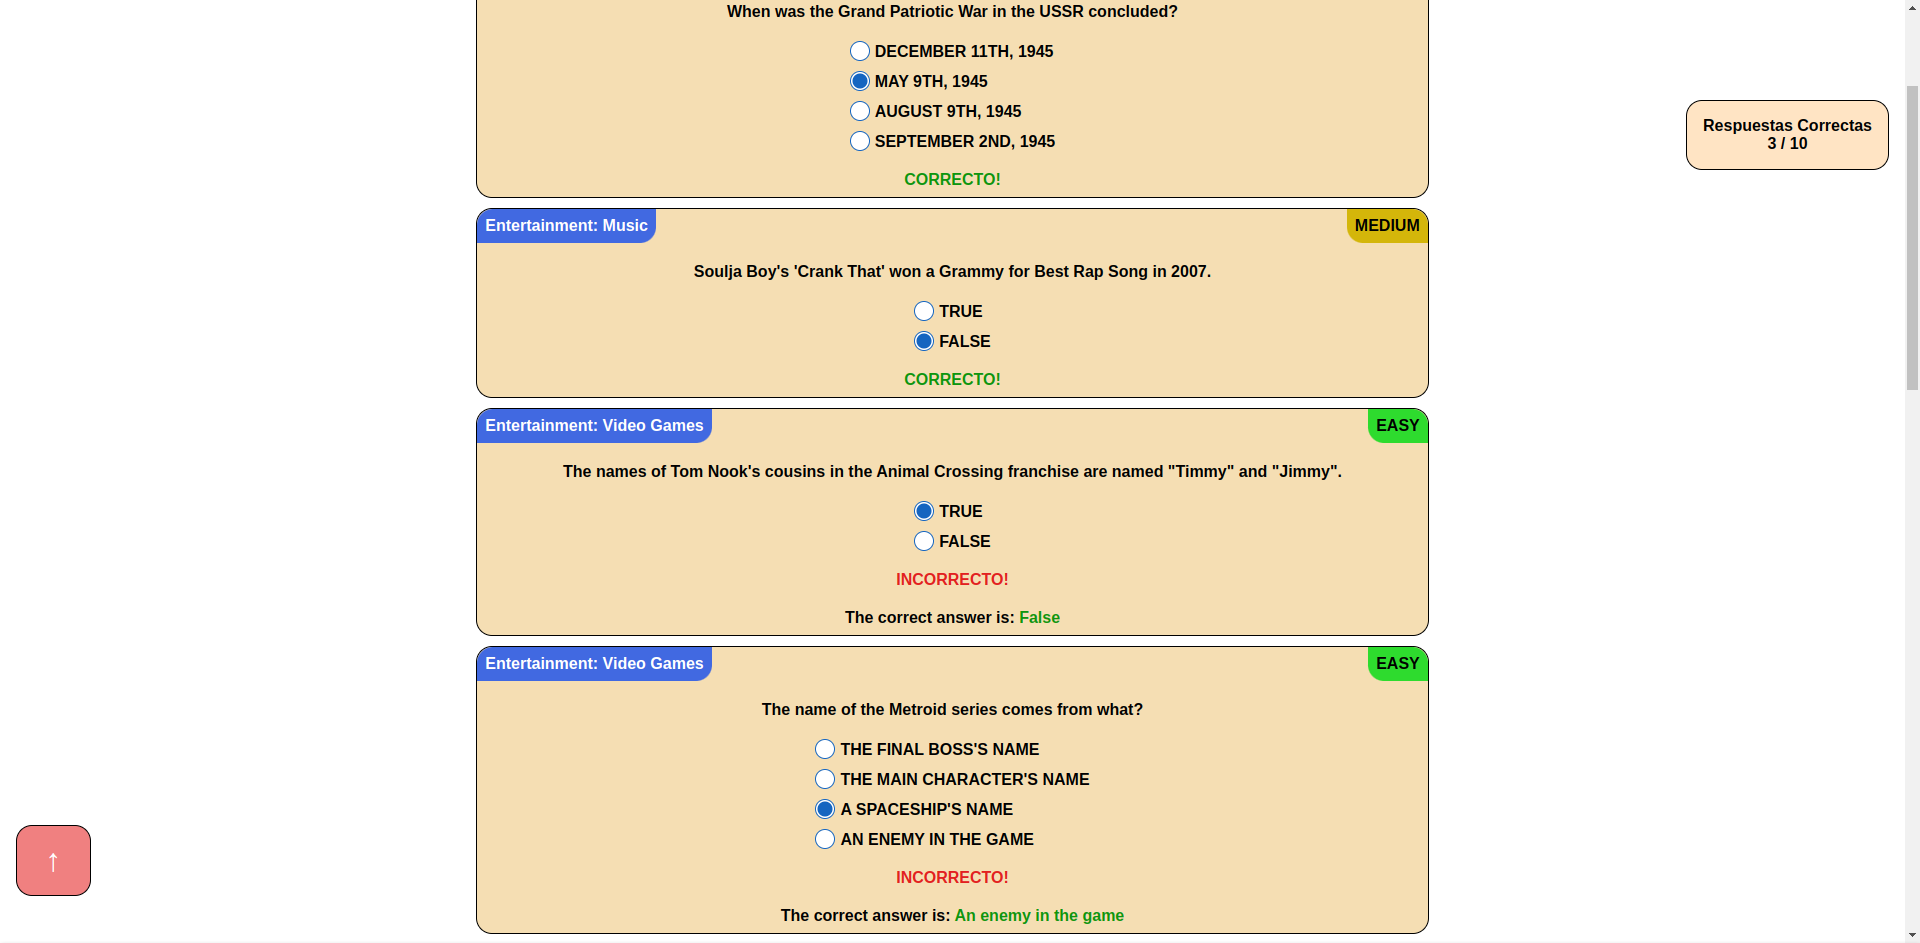 When was the Grand Patriotic War in the USSR concluded?
DECEMBER 11TH, 1945
MAY 9TH, 1945
AUGUST 9TH, 1945
SEPTEMBER 2ND, 1945
CORRECTO!
Respuestas Correctas
3 / 10
Entertainment: Music
MEDIUM
Soulja Boy's 'Crank That' won a Grammy for Best Rap Song in 2007.
TRUE
FALSE
CORRECTO!
Entertainment: Video Games
EASY
The names of Tom Nook's cousins in the Animal Crossing franchise are named "Timmy" and "Jimmy".
TRUE
FALSE
INCORRECTO!
The correct answer is: False
Entertainment: Video Games
EASY
The name of the Metroid series comes from what?
THE FINAL BOSS'S NAME
THE MAIN CHARACTER'S NAME
A SPACESHIP'S NAME
AN ENEMY IN THE GAME
INCORRECTO!
The correct answer is: An enemy in the game
↑